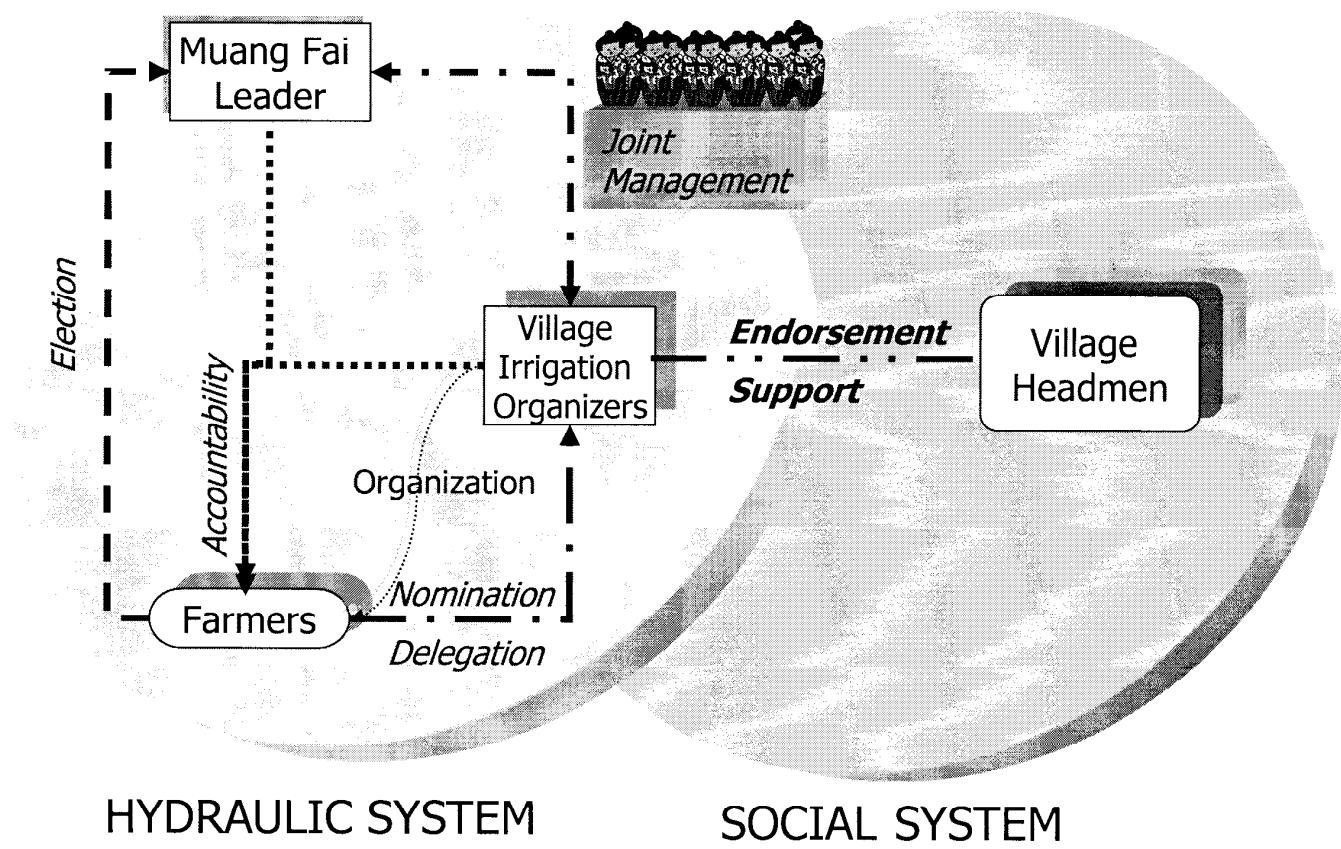 Muang Fai
Leader
Joint
Management
Election
Accountability
Village
Irrigation
Organizers
Endorsement
Support
Village
Headmen
Organization
Farmers
Nomination
Delegation
HYDRAULIC SYSTEM
SOCIAL SYSTEM